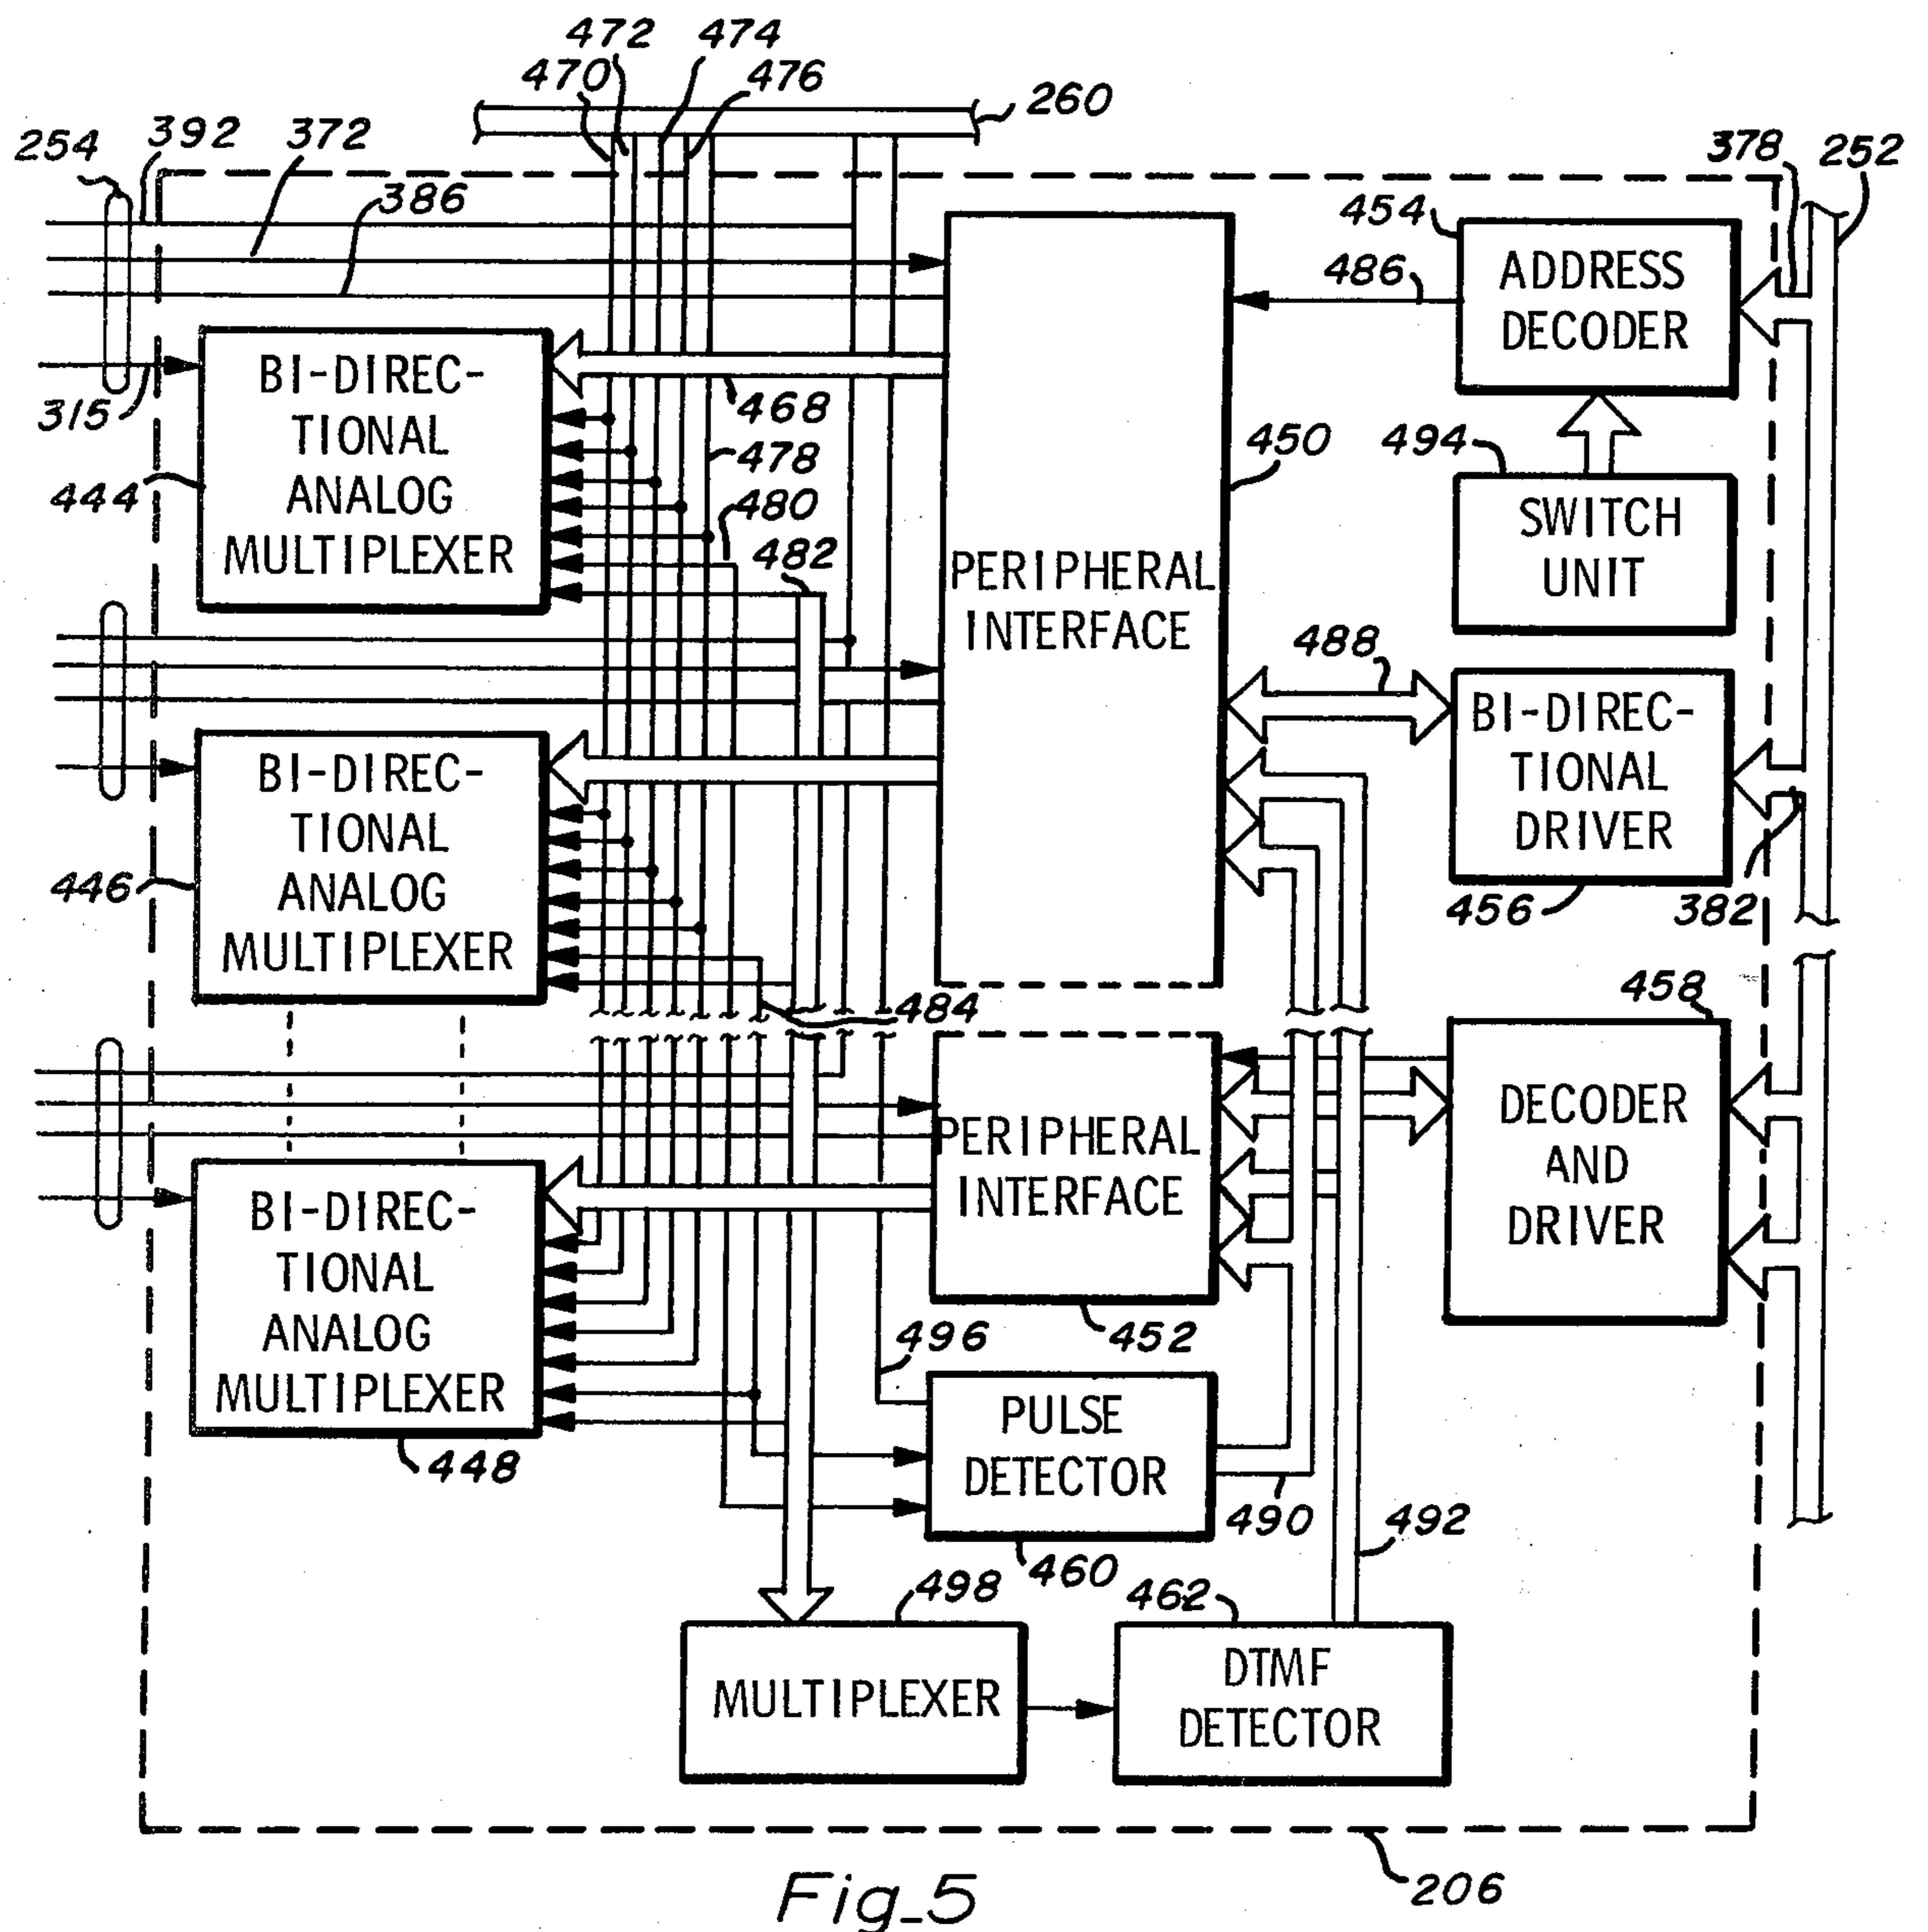 472
474
470
476
260
254
392
372
378
252
386
454
486
ADDRESS
DECODER
315
468
BI-DIREC-
TIONAL
ANALOG
MULTIPLEXER
444
478
480
482
450
494
SWITCH
UNIT
PERIPHERAL
INTERFACE
488
BI-DIREC-
TIONAL
DRIVER
456
382
BI-DIREC-
TIONAL
ANALOG
MULTIPLEXER
446
484
458
PERIPHERAL
INTERFACE
452
DECODER
AND
DRIVER
BI-DIREC-
TIONAL
ANALOG
MULTIPLEXER
448
496
PULSE
DETECTOR
490
492
460
498
462
MULTIPLEXER
DTMF
DETECTOR
206
Fig_5